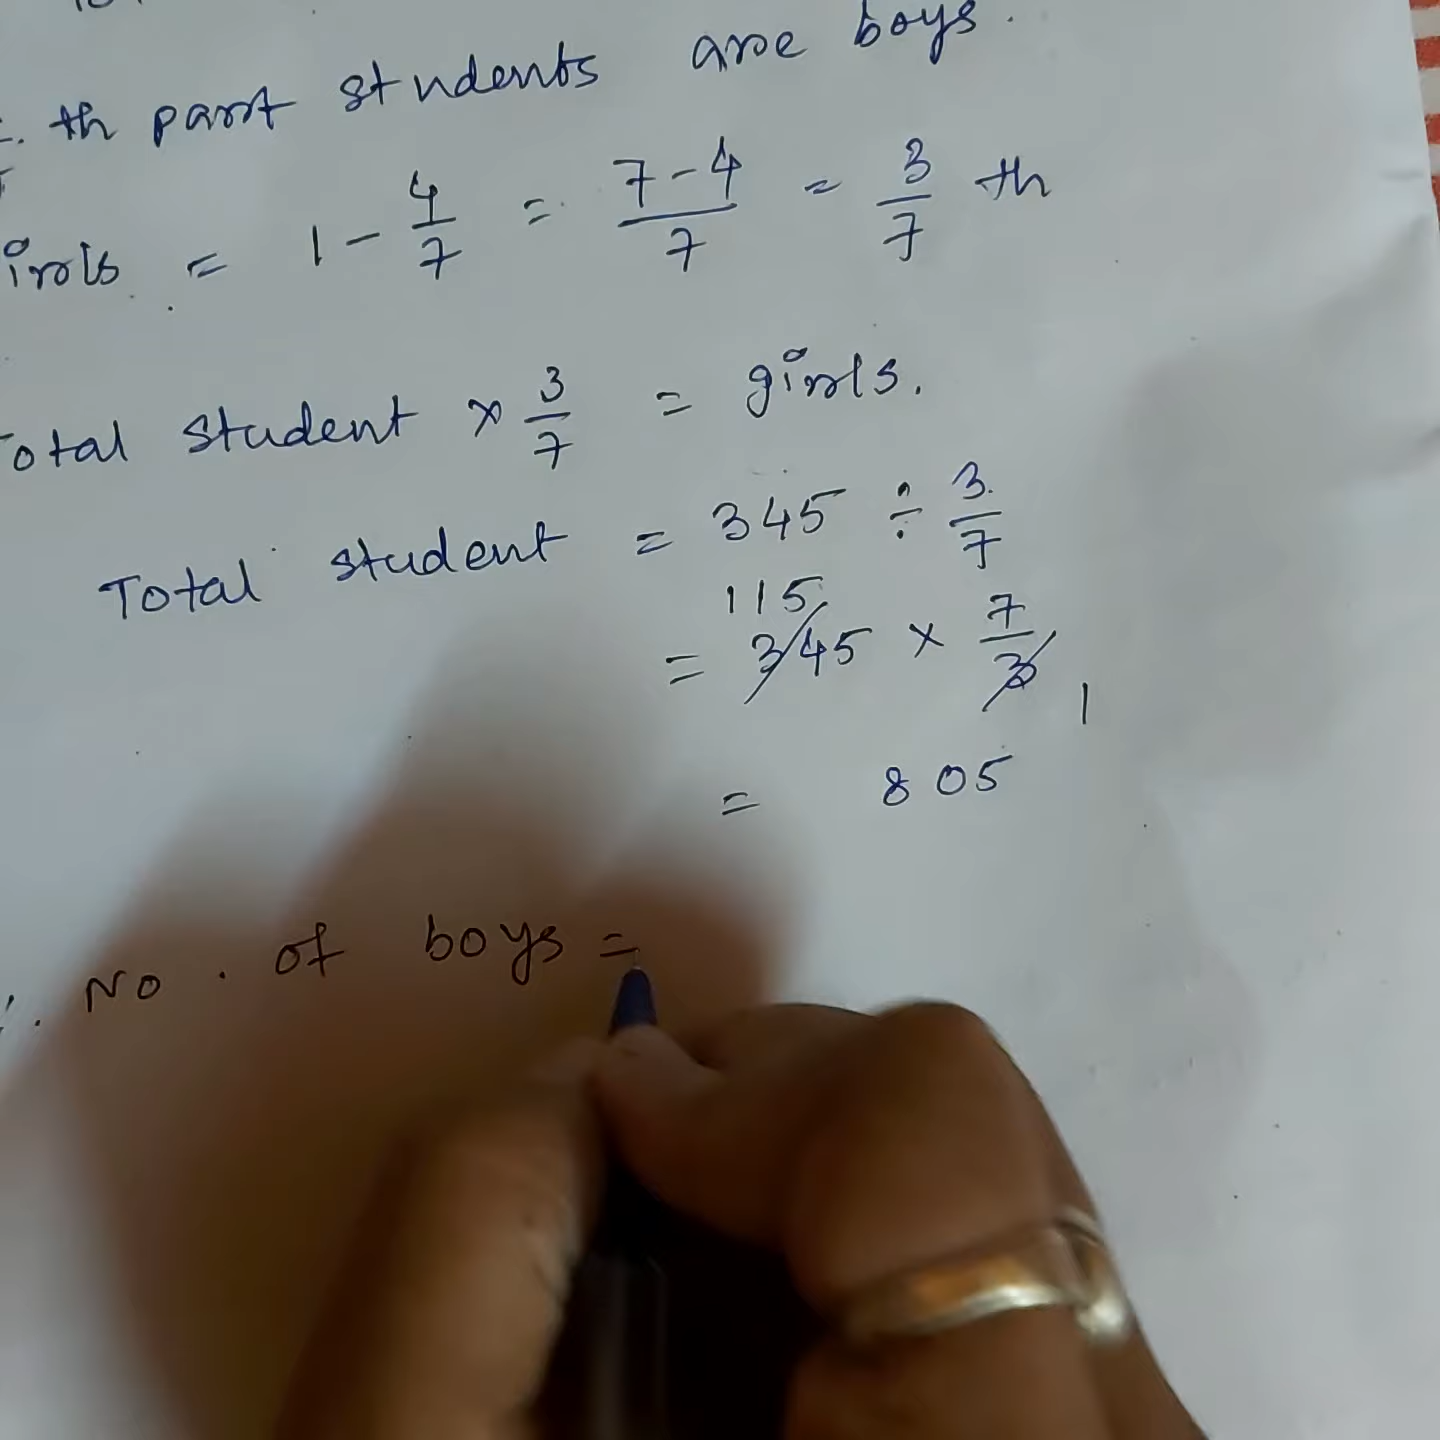 th part students are boys.
irls = 1 - 4/7 = 7-4/7 = 3/7 th
Total student × 3/7 = girls.
Total student = 345 ÷ 3/7
115
= 345 × 7/3 1
= 805
∴ No. of boys =